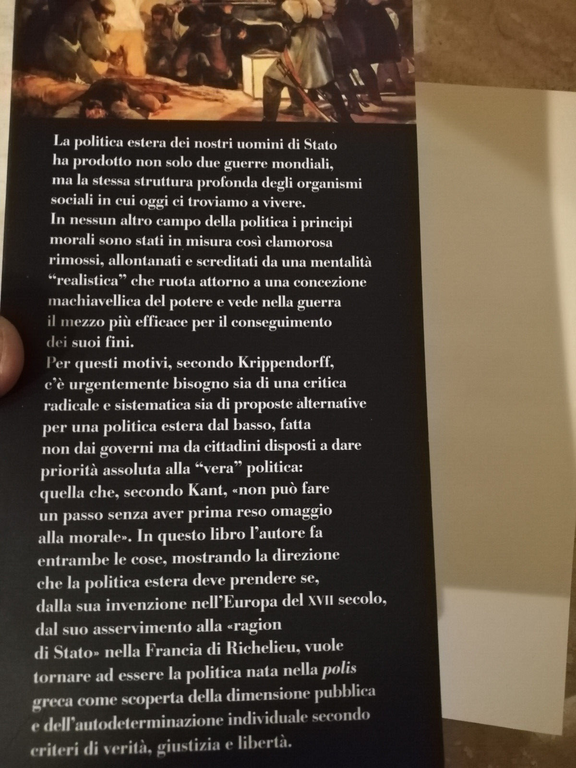 La politica estera dei nostri uomini di Stato
ha prodotto non solo due guerre mondiali,
ma la stessa struttura profonda degli organismi
sociali in cui oggi ci troviamo a vivere.
In nessun altro campo della politica i principi
morali sono stati in misura così clamorosa
rimossi, allontanati e screditati da una mentalità
“realistica” che ruota attorno a una concezione
machiavellica del potere e vede nella guerra
il mezzo più efficace per il conseguimento
dei suoi fini.
Per questi motivi, secondo Krippendorff,
c’è urgentemente bisogno sia di una critica
radicale e sistematica sia di proposte alternative
per una politica estera dal basso, fatta
non dai governi ma da cittadini disposti a dare
priorità assoluta alla “vera” politica:
quella che, secondo Kant, «non può fare
un passo senza aver prima reso omaggio
alla morale». In questo libro l’autore fa
entrambe le cose, mostrando la direzione
che la politica estera deve prendere se,
dalla sua invenzione nell’Europa del XVII secolo,
dal suo asservimento alla «ragion
di Stato» nella Francia di Richelieu, vuole
tornare ad essere la politica nata nella polis
greca come scoperta della dimensione pubblica
e dell’autodeterminazione individuale secondo
criteri di verità, giustizia e libertà.